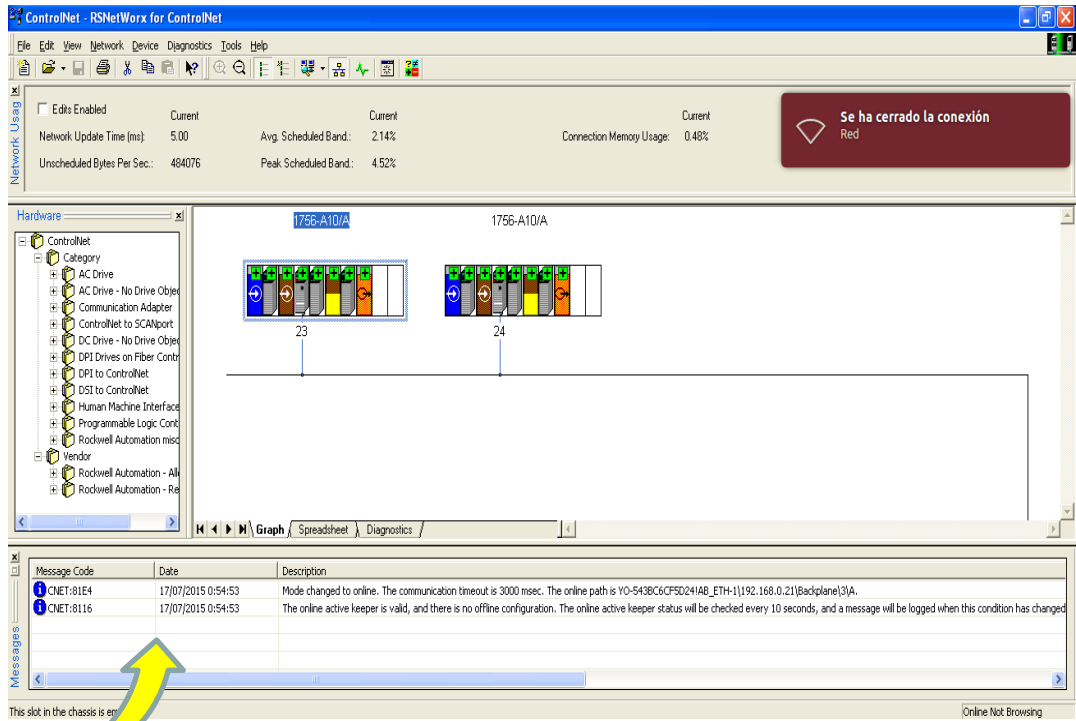 ControlNet - RSNetWorx for ControlNet
File Edit View Network Device Diagnostics Tools Help
Network Usag
Edits Enabled Current Current Current
Network Update Time (ms): 5.00 Avg. Scheduled Band.: 2.14% Connection Memory Usage: 0.48%
Unscheduled Bytes Per Sec.: 484076 Peak Scheduled Band.: 4.52%
Se ha cerrado la conexión
Red
Hardware
ControlNet
Category
AC Drive
AC Drive - No Drive Objec
Communication Adapter
ControlNet to SCANport
DC Drive - No Drive Objec
DPI Drives on Fiber Contr
DPI to ControlNet
DSI to ControlNet
Human Machine Interface
Programmable Logic Cont
Rockwell Automation misc
Vendor
Rockwell Automation - Alle
Rockwell Automation - Re
1756-A10/A 1756-A10/A
23 24
Graph Spreadsheet Diagnostics
Messages
Message Code Date Description
CNET:81E4 17/07/2015 0:54:53 Mode changed to online. The communication timeout is 3000 msec. The online path is YO-543BC6CF5D24!AB_ETH-1\192.168.0.21\Backplane\3\A.
CNET:8116 17/07/2015 0:54:53 The online active keeper is valid, and there is no offline configuration. The online active keeper status will be checked every 10 seconds, and a message will be logged when this condition has changed
This slot in the chassis is em
Online Not Browsing